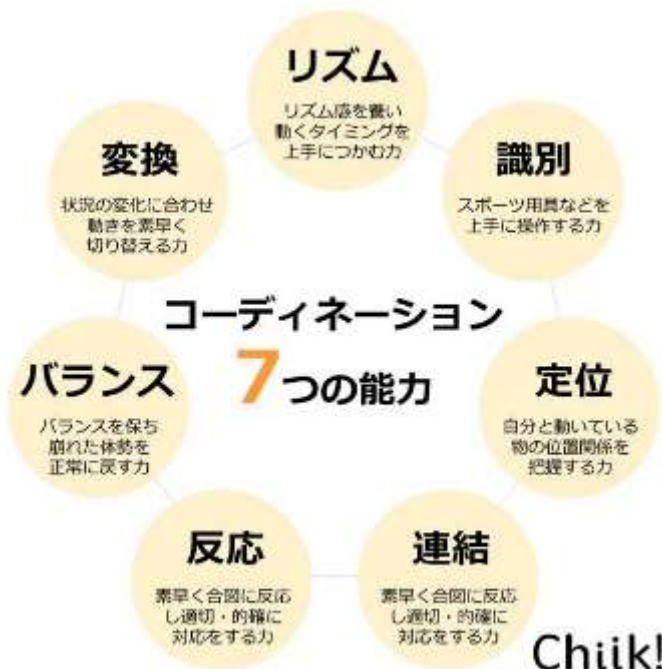 リズム
リズム感を養い
動くタイミングを
上手につかむ力
識別
スポーツ用具などを
上手に操作する力
定位
自分と動いている
物の位置関係を
把握する力
連結
素早く合図に反応
し適切・的確に
対応をする力
反応
素早く合図に反応
し適切・的確に
対応をする力
バランス
バランスを保ち
崩れた体勢を
正常に戻す力
変換
状況の変化に合わせ
動きを素早く
切り替える力
コーディネーション
7つの能力
Chiik!